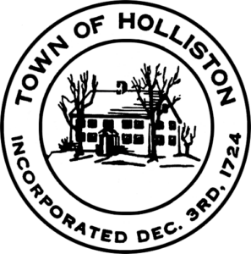 TOWN OF HOLLISTON
INCORPORATED DEC. 3RD, 1724